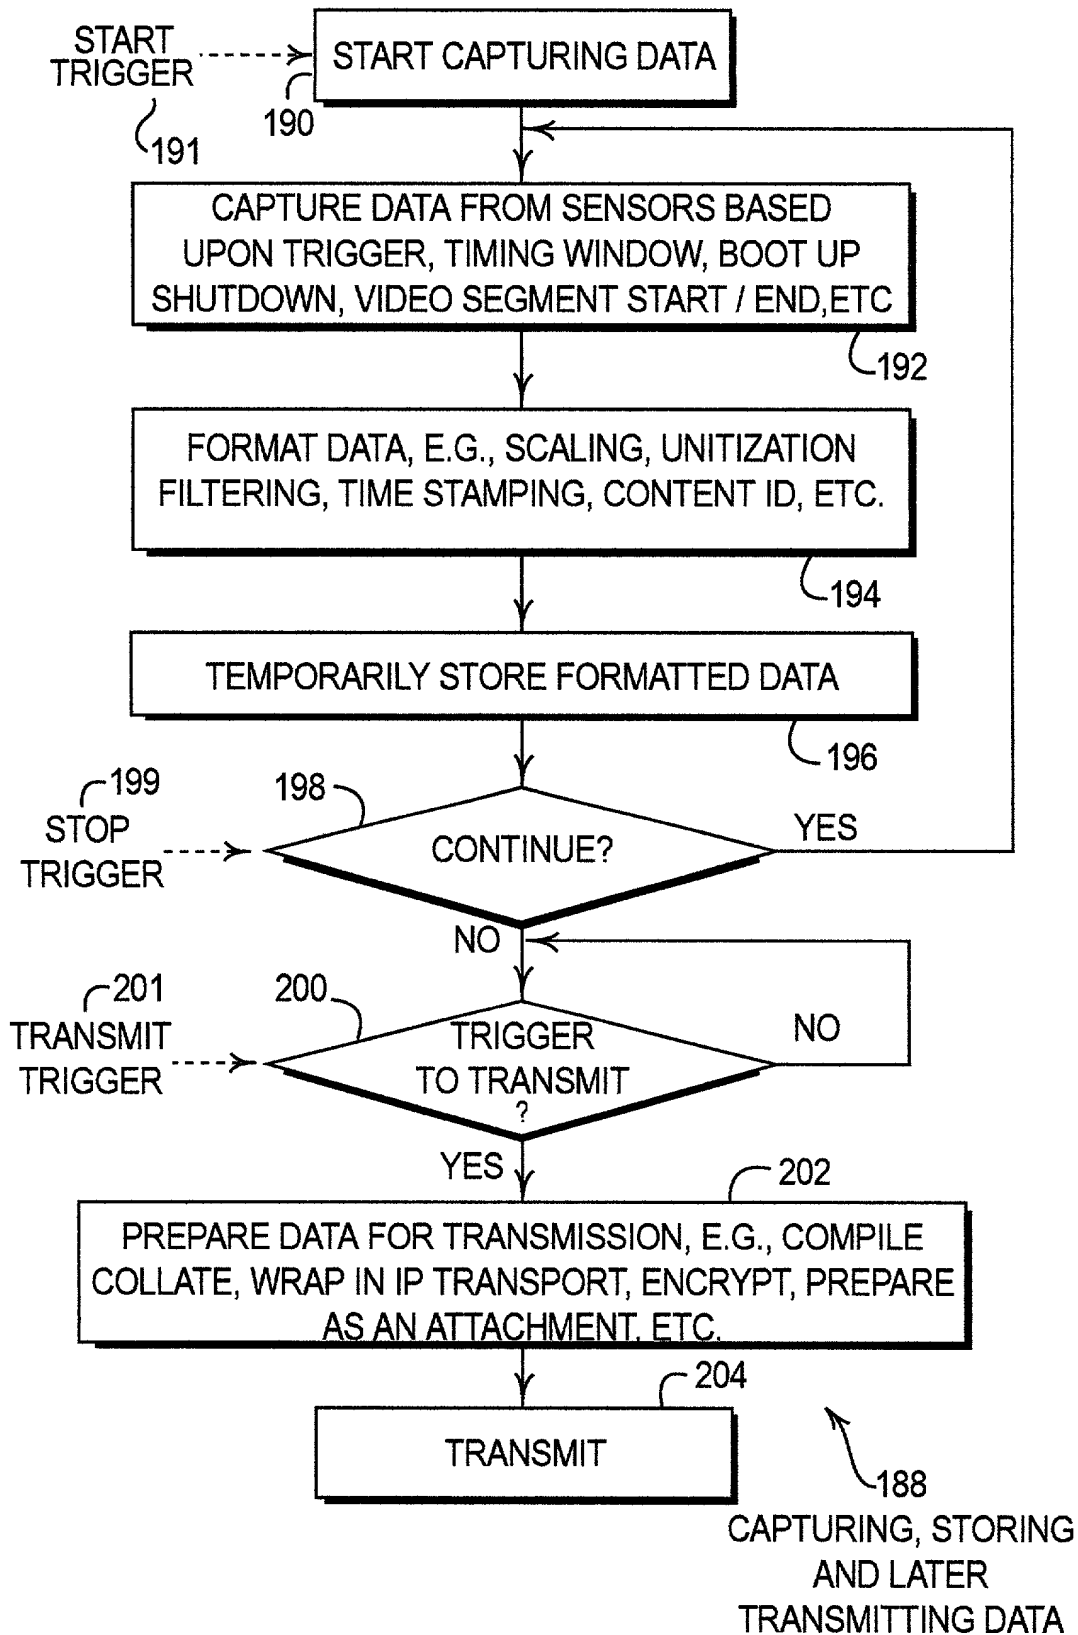 START
TRIGGER
191
START CAPTURING DATA
190
CAPTURE DATA FROM SENSORS BASED
UPON TRIGGER, TIMING WINDOW, BOOT UP
SHUTDOWN, VIDEO SEGMENT START / END,ETC
192
FORMAT DATA, E.G., SCALING, UNITIZATION
FILTERING, TIME STAMPING, CONTENT ID, ETC.
194
TEMPORARILY STORE FORMATTED DATA
196
199
STOP
TRIGGER
198
CONTINUE?
YES
NO
201
TRANSMIT
TRIGGER
200
TRIGGER
TO TRANSMIT
?
NO
YES
202
PREPARE DATA FOR TRANSMISSION, E.G., COMPILE
COLLATE, WRAP IN IP TRANSPORT, ENCRYPT, PREPARE
AS AN ATTACHMENT, ETC.
204
TRANSMIT
188
CAPTURING, STORING
AND LATER
TRANSMITTING DATA